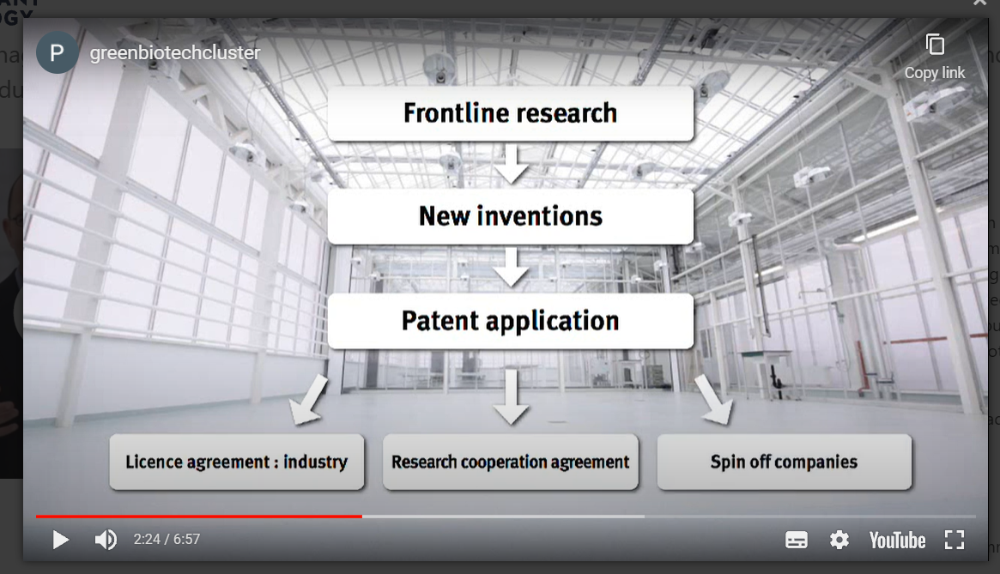 greenbiotechcluster
P
Copy link
Frontline research
New inventions
Patent application
Licence agreement : industry
Research cooperation agreement
Spin off companies
2:24 / 6:57
YouTube